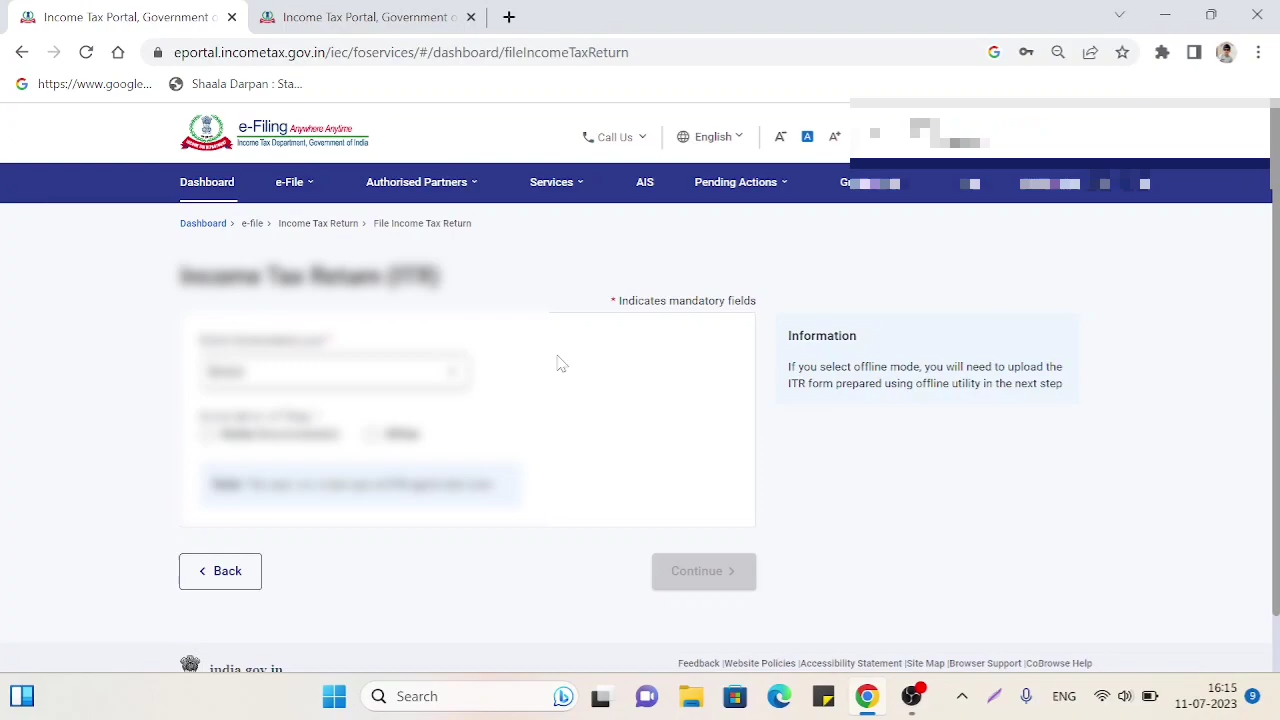 Income Tax Portal, Government o
Income Tax Portal, Government o
eportal.incometax.gov.in/iec/foservices/#/dashboard/fileIncomeTaxReturn
https://www.google...
Shaala Darpan : Sta...
e-Filing Anywhere Anytime
Income Tax Department, Government of India
Call Us
English
A-
A
A+
Dashboard
e-File
Authorised Partners
Services
AIS
Pending Actions
Dashboard > e-file > Income Tax Return > File Income Tax Return
Income Tax Return (ITR)
* Indicates mandatory fields
Information
If you select offline mode, you will need to upload the
ITR form prepared using offline utility in the next step
< Back
Continue >
india.gov.in
Feedback |Website Policies |Accessibility Statement |Site Map |Browser Support |CoBrowse Help
Search
ENG
16:15
11-07-2023
9